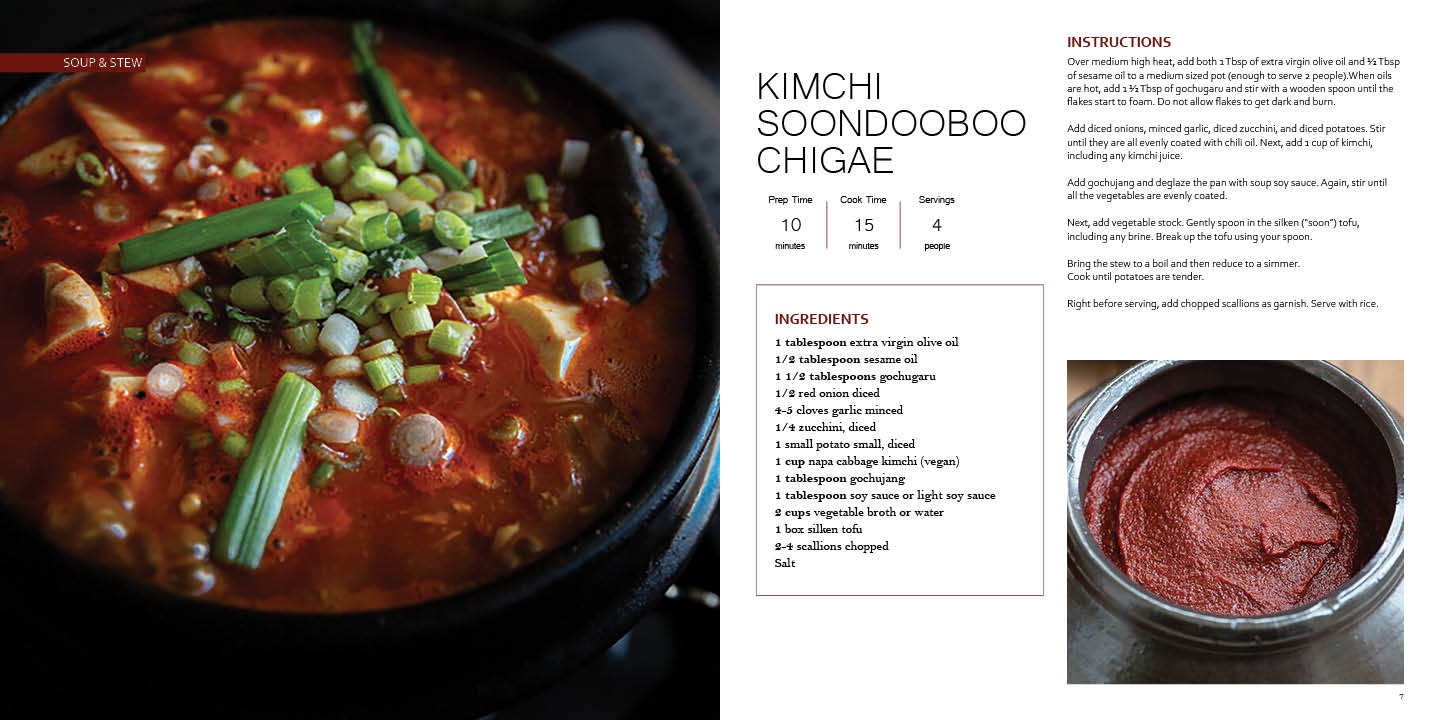 SOUP & STEW
KIMCHI
SOONDOOBOO
CHIGAE
Prep Time
10
minutes
Cook Time
15
minutes
Servings
4
people
INGREDIENTS
1 tablespoon extra virgin olive oil
1/2 tablespoon sesame oil
1 1/2 tablespoons gochugaru
1/2 red onion diced
4-5 cloves garlic minced
1/4 zucchini, diced
1 small potato small, diced
1 cup napa cabbage kimchi (vegan)
1 tablespoon gochujang
1 tablespoon soy sauce or light soy sauce
2 cups vegetable broth or water
1 box silken tofu
2-4 scallions chopped
Salt
INSTRUCTIONS
Over medium high heat, add both 1 Tbsp of extra virgin olive oil and ½ Tbsp
of sesame oil to a medium sized pot (enough to serve 2 people).When oils
are hot, add 1 ½ Tbsp of gochugaru and stir with a wooden spoon until the
flakes start to foam. Do not allow flakes to get dark and burn.
Add diced onions, minced garlic, diced zucchini, and diced potatoes. Stir
until they are all evenly coated with chili oil. Next, add 1 cup of kimchi,
including any kimchi juice.
Add gochujang and deglaze the pan with soup soy sauce. Again, stir until
all the vegetables are evenly coated.
Next, add vegetable stock. Gently spoon in the silken ("soon") tofu,
including any brine. Break up the tofu using your spoon.
Bring the stew to a boil and then reduce to a simmer.
Cook until potatoes are tender.
Right before serving, add chopped scallions as garnish. Serve with rice.
7